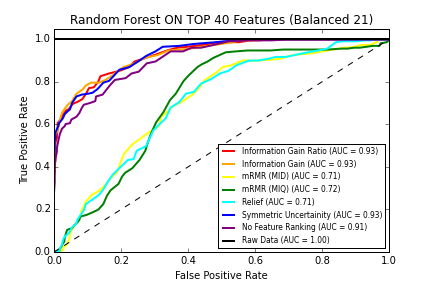 Random Forest ON TOP 40 Features (Balanced 21)
1.0
0.8
0.6
0.4
0.2
0.0
True Positive Rate
Information Gain Ratio (AUC = 0.93)
Information Gain (AUC = 0.93)
mRMR (MID) (AUC = 0.71)
mRMR (MIQ) (AUC = 0.72)
Relief (AUC = 0.71)
Symmetric Uncertainity (AUC = 0.93)
No Feature Ranking (AUC = 0.91)
Raw Data (AUC = 1.00)
0.0 0.2 0.4 0.6 0.8 1.0
False Positive Rate